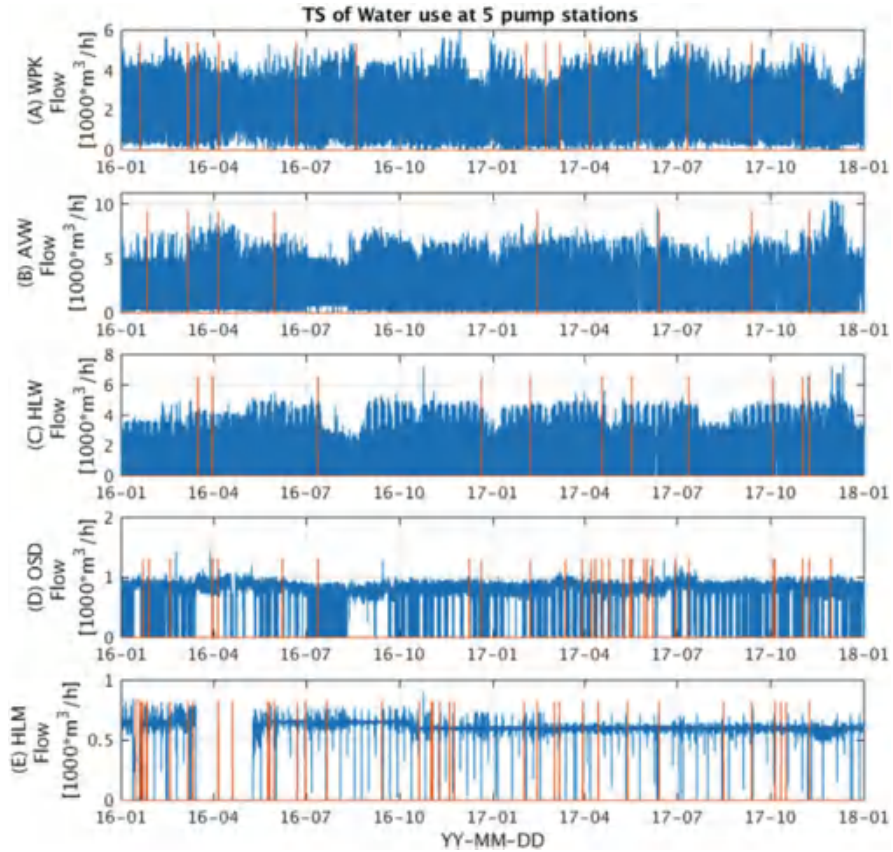 TS of Water use at 5 pump stations
(A) WPK
Flow
[1000*m³/h]
6
4
2
0
16-01 16-04 16-07 16-10 17-01 17-04 17-07 17-10 18-01
(B) AVW
Flow
[1000*m³/h]
10
5
0
16-01 16-04 16-07 16-10 17-01 17-04 17-07 17-10 18-01
(C) HLW
Flow
[1000*m³/h]
8
6
4
2
0
16-01 16-04 16-07 16-10 17-01 17-04 17-07 17-10 18-01
(D) OSD
Flow
[1000*m³/h]
2
1
0
16-01 16-04 16-07 16-10 17-01 17-04 17-07 17-10 18-01
(E) HLM
Flow
[1000*m³/h]
1
0.5
0
16-01 16-04 16-07 16-10 17-01 17-04 17-07 17-10 18-01
YY-MM-DD